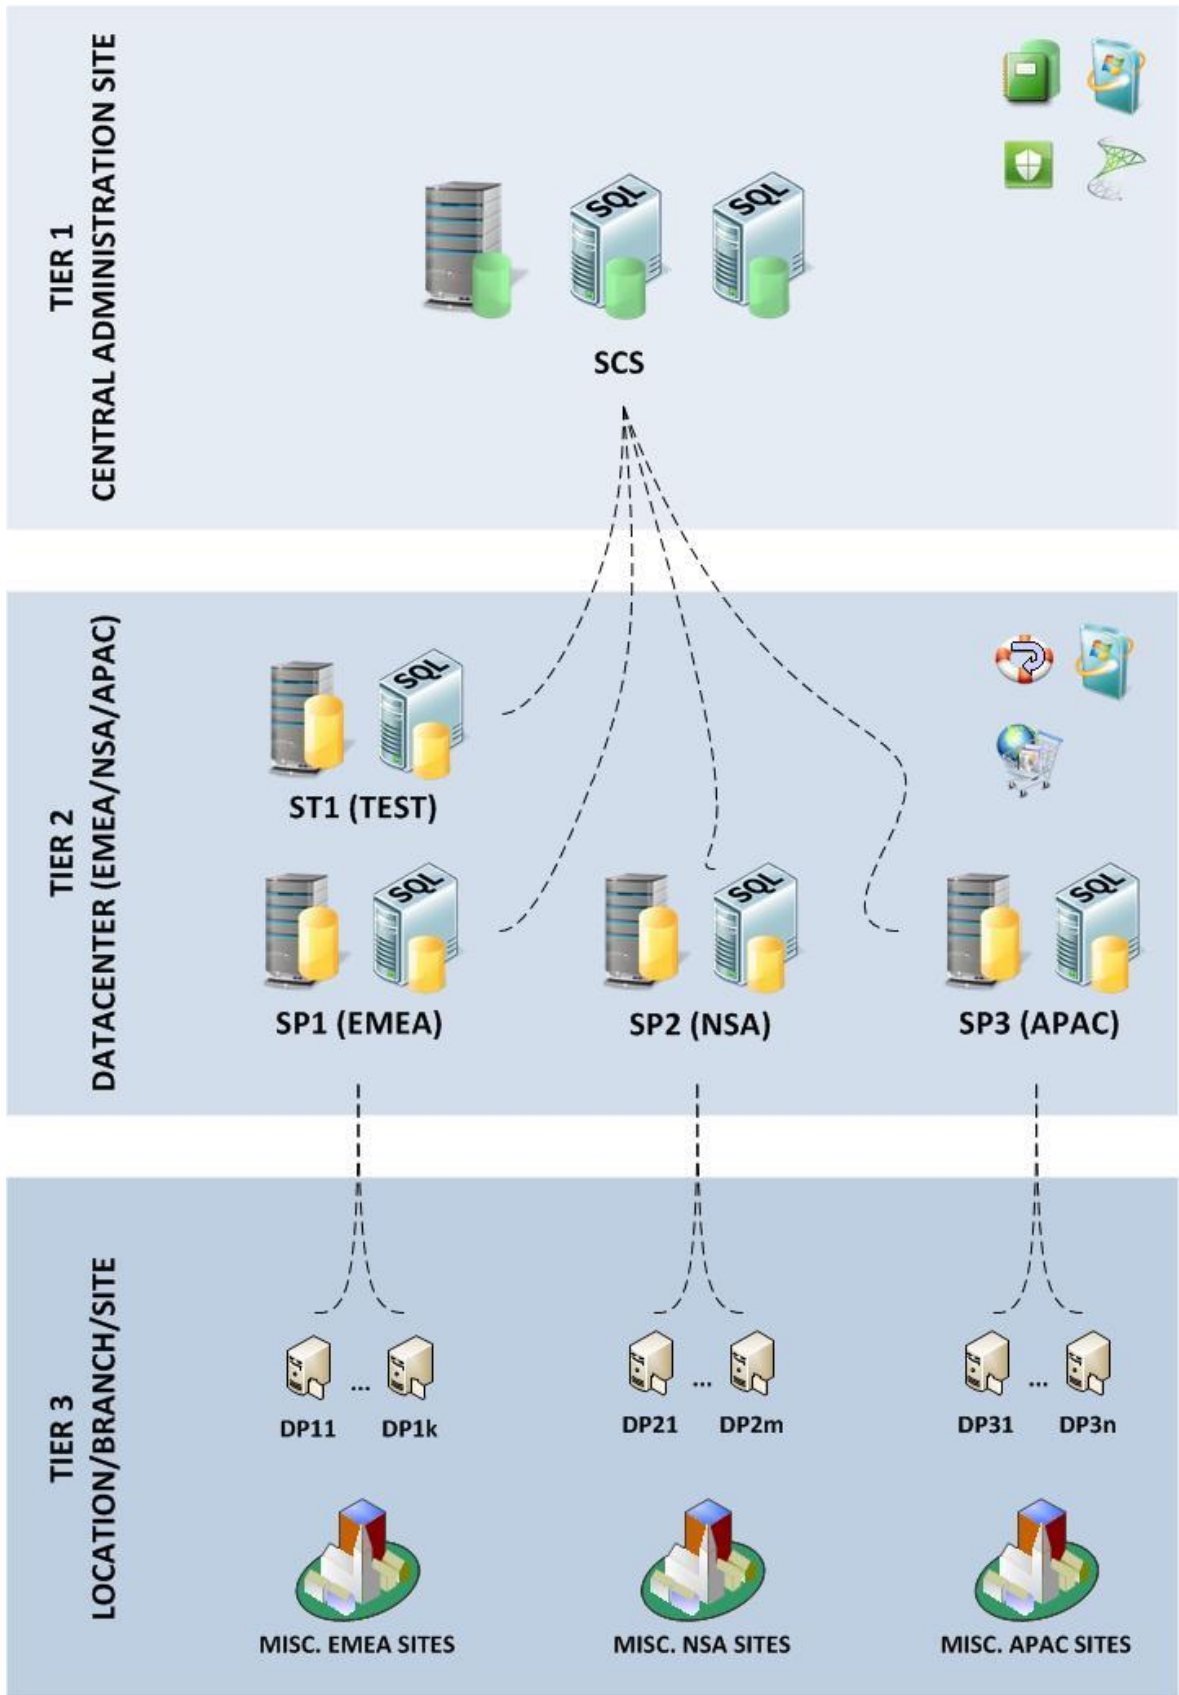 TIER 1
CENTRAL ADMINISTRATION SITE
SQL
SQL
SCS
TIER 2
DATACENTER (EMEA/NSA/APAC)
SQL
ST1 (TEST)
SQL
SQL
SQL
SP1 (EMEA)
SP2 (NSA)
SP3 (APAC)
TIER 3
LOCATION/BRANCH/SITE
...
...
...
DP11
DP1k
DP21
DP2m
DP31
DP3n
MISC. EMEA SITES
MISC. NSA SITES
MISC. APAC SITES